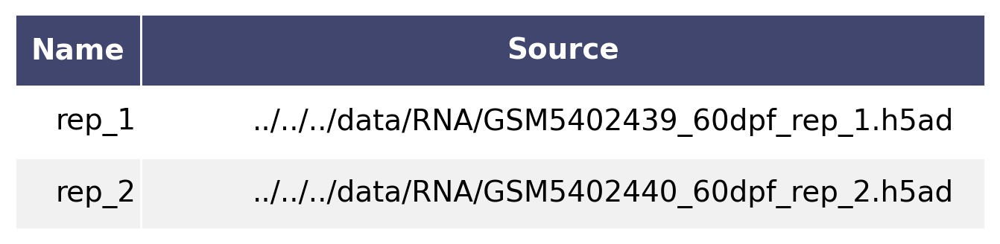 Name Source
rep_1 ../../../data/RNA/GSM5402439_60dpf_rep_1.h5ad
rep_2 ../../../data/RNA/GSM5402440_60dpf_rep_2.h5ad